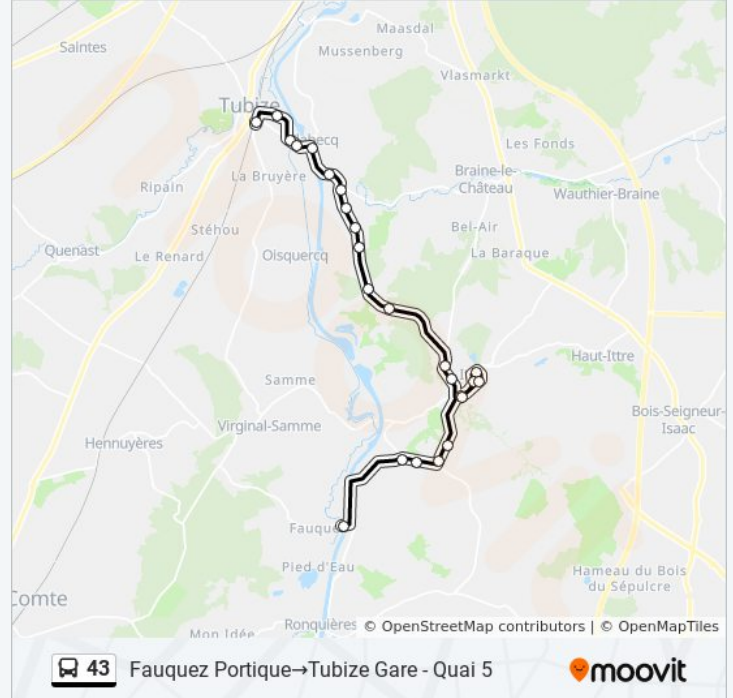 Maasdal
Saintes
Mussenberg
Vlasmarkt
Tubize
Les Fonds
La Bruyère
Braine-le-
Château
Ripain
Wauthier-Braine
Stéhou
Bel-Air
Quenast
Le Renard
Oisquercq
La Baraque
Haut-Ittre
Samme
Bois-Seigneur-
Isaac
Virginal-Samme
Hennuyères
Fauque
Pied d'Eau
Hameau du Bois
du Sépulcre
Comte
Ronquières
Mon Idée
© OpenStreetMap contributors | © OpenMapTiles
43 Fauquez Portique→Tubize Gare - Quai 5 moovit